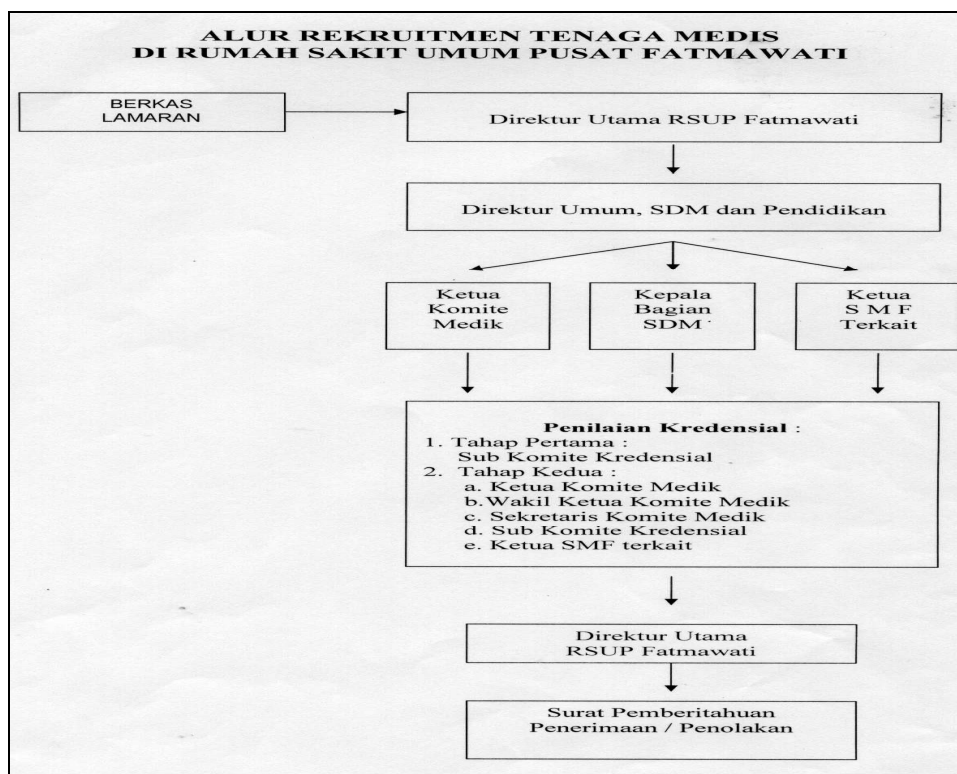 ALUR REKRUITMEN TENAGA MEDIS
DI RUMAH SAKIT UMUM PUSAT FATMAWATI
BERKAS
LAMARAN
Direktur Utama RSUP Fatmawati
Direktur Umum, SDM dan Pendidikan
Ketua
Komite
Medik
Kepala
Bagian
SDM
Ketua
S M F
Terkait
Penilaian Kredensial :
1. Tahap Pertama :
Sub Komite Kredensial
2. Tahap Kedua :
a. Ketua Komite Medik
b.Wakil Ketua Komite Medik
c. Sekretaris Komite Medik
d. Sub Komite Kredensial
e. Ketua SMF terkait
Direktur Utama
RSUP Fatmawati
Surat Pemberitahuan
Penerimaan / Penolakan